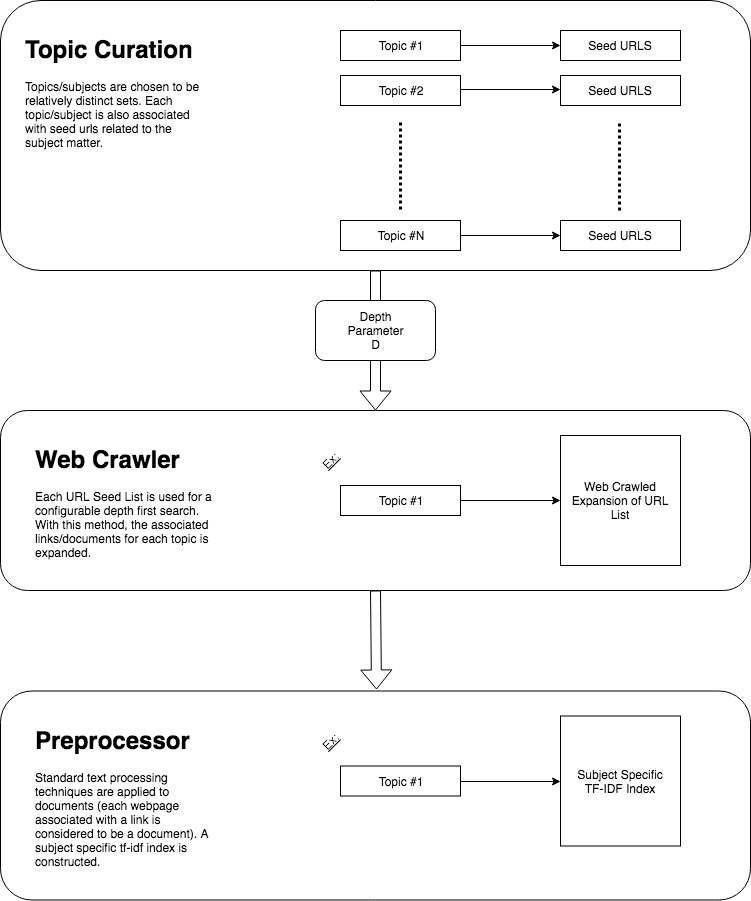 Topic Curation
Topics/subjects are chosen to be
relatively distinct sets. Each
topic/subject is also associated
with seed urls related to the
subject matter.
Topic #1
Seed URLS
Topic #2
Seed URLS
Topic #N
Seed URLS
Depth
Parameter
D
Web Crawler
Each URL Seed List is used for a
configurable depth first search.
With this method, the associated
links/documents for each topic is
expanded.
Ex:
Topic #1
Web Crawled
Expansion of URL
List
Preprocessor
Standard text processing
techniques are applied to
documents (each webpage
associated with a link is
considered to be a document). A
subject specific tf-idf index is
constructed.
Ex:
Topic #1
Subject Specific
TF-IDF Index